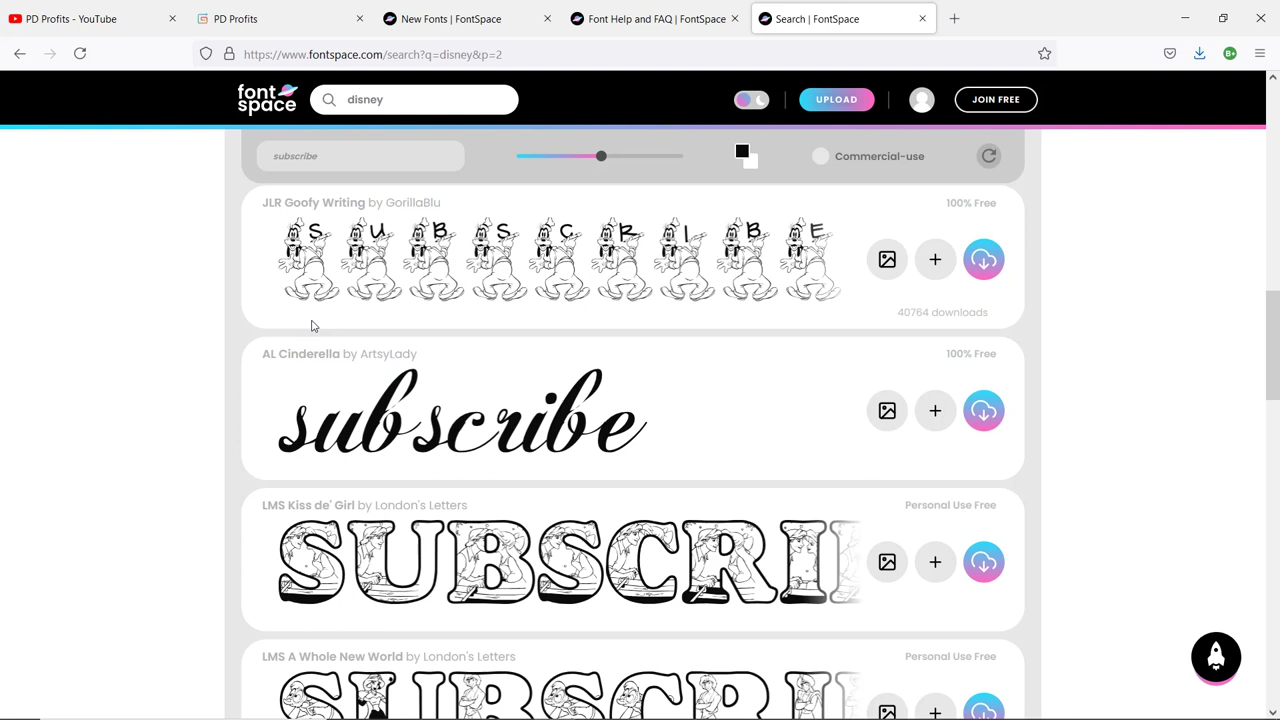 PD Profits - YouTube
PD Profits
New Fonts | FontSpace
Font Help and FAQ | FontSpace
Search | FontSpace
https://www.fontspace.com/search?q=disney&p=2
B+
font space
disney
UPLOAD
JOIN FREE
subscribe
Commercial-use
JLR Goofy Writing by GorillaBlu
100% Free
SUBSCRIBE
40764 downloads
AL Cinderella by ArtsyLady
100% Free
subscribe
LMS Kiss de' Girl by London's Letters
Personal Use Free
SUBSCRI
LMS A Whole New World by London's Letters
Personal Use Free
SUBSCRI